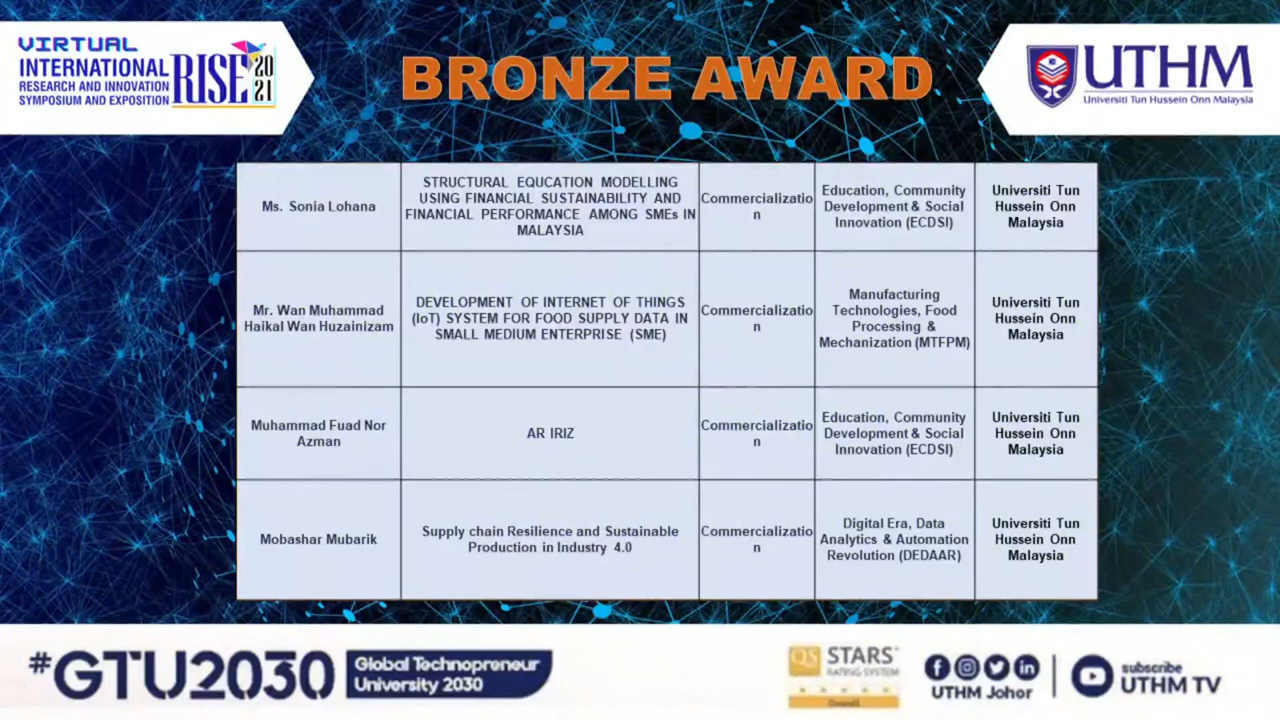 VIRTUAL
INTERNATIONAL
RESEARCH AND INNOVATION
SYMPOSIUM AND EXPOSITION
RISE
20
21
BRONZE AWARD
UTHM
Universiti Tun Hussein Onn Malaysia
Ms. Sonia Lohana
STRUCTURAL EQUCATION MODELLING
USING FINANCIAL SUSTAINABILITY AND
FINANCIAL PERFORMANCE AMONG SMEs IN
MALAYSIA
Commercializatio
n
Education, Community
Development & Social
Innovation (ECDSI)
Universiti Tun
Hussein Onn
Malaysia
Mr. Wan Muhammad
Haikal Wan Huzainizam
DEVELOPMENT OF INTERNET OF THINGS
(IoT) SYSTEM FOR FOOD SUPPLY DATA IN
SMALL MEDIUM ENTERPRISE (SME)
Commercializatio
n
Manufacturing
Technologies, Food
Processing &
Mechanization (MTFPM)
Universiti Tun
Hussein Onn
Malaysia
Muhammad Fuad Nor
Azman
AR IRIZ
Commercializatio
n
Education, Community
Development & Social
Innovation (ECDSI)
Universiti Tun
Hussein Onn
Malaysia
Mobashar Mubarik
Supply chain Resilience and Sustainable
Production in Industry 4.0
Commercializatio
n
Digital Era, Data
Analytics & Automation
Revolution (DEDAAR)
Universiti Tun
Hussein Onn
Malaysia
#GTU2030
Global Technopreneur
University 2030
QS
STARS
RATING SYSTEM
Overall
UTHM Johor
subscribe
UTHM TV